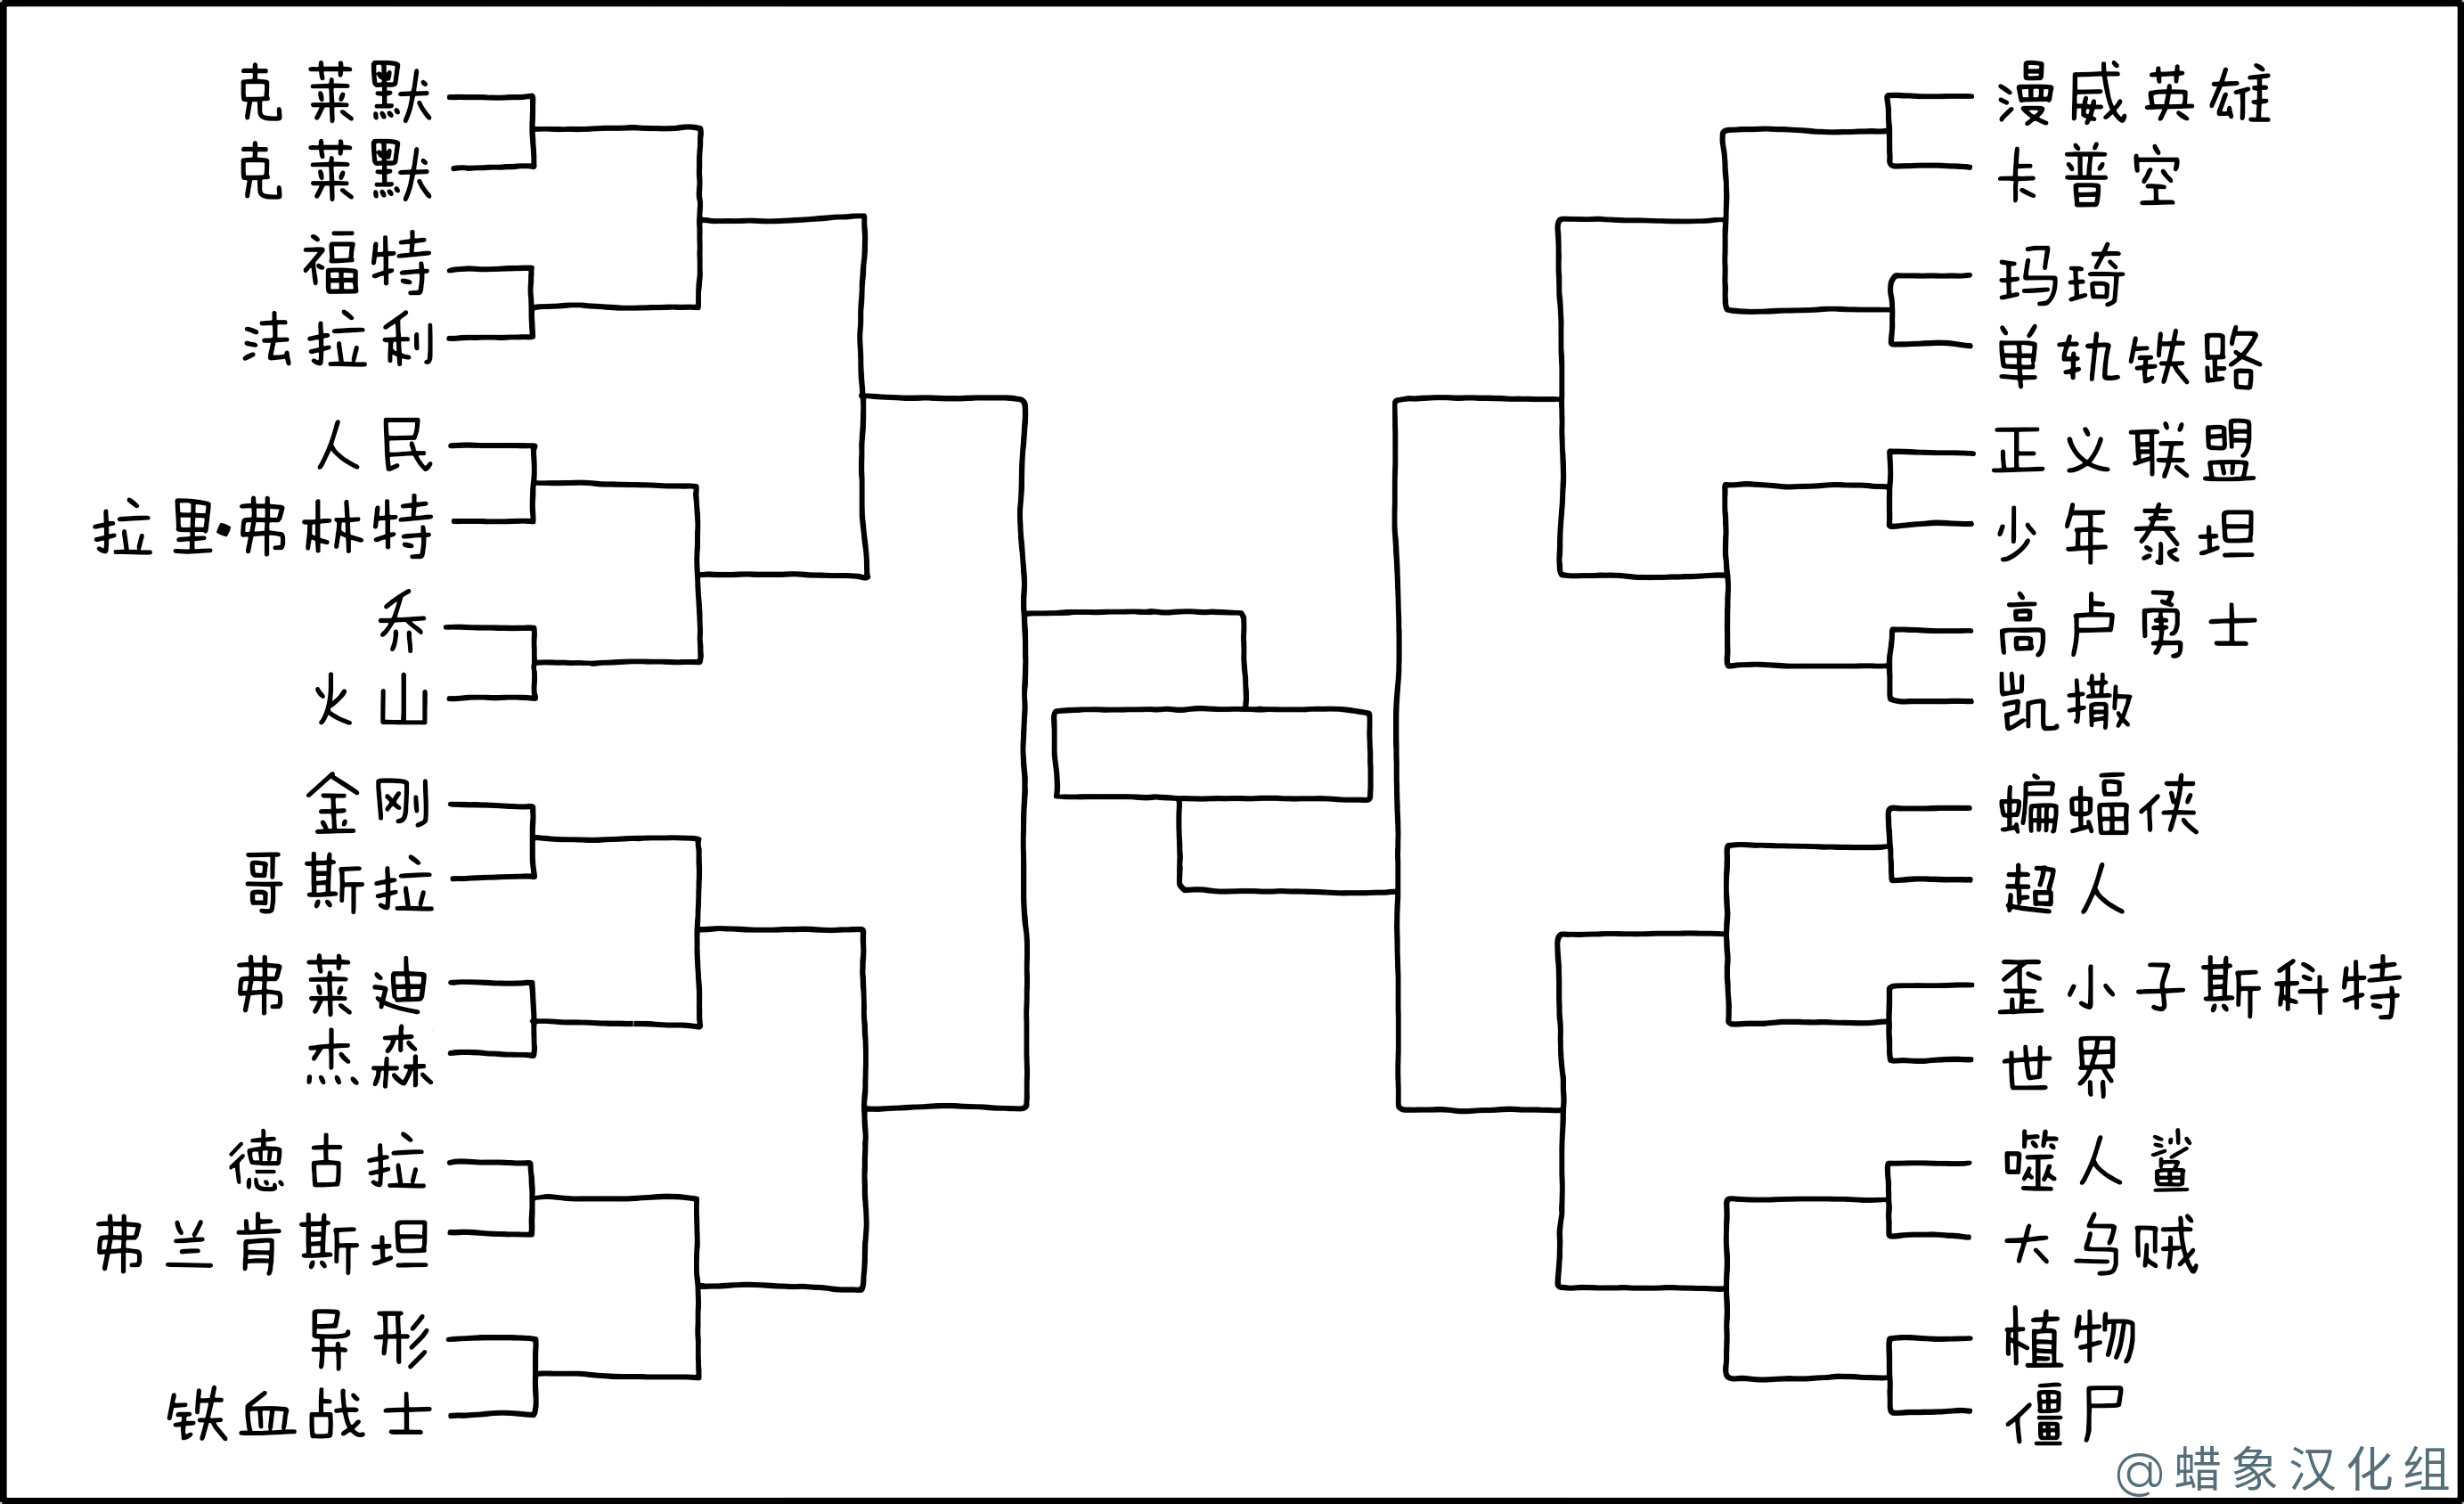 克莱默
克莱默
福特
法拉利
人民
拉里·弗林特
乔
火山
金刚
哥斯拉
弗莱迪
杰森
德古拉
弗兰肯斯坦
异形
铁血战士
漫威英雄
卡普空
玛琦
单轨铁路
正义联盟
少年泰坦
高卢勇士
凯撒
蝙蝠侠
超人
歪小子斯科特
世界
噬人鲨
大乌贼
植物
僵尸
@蜡象汉化组